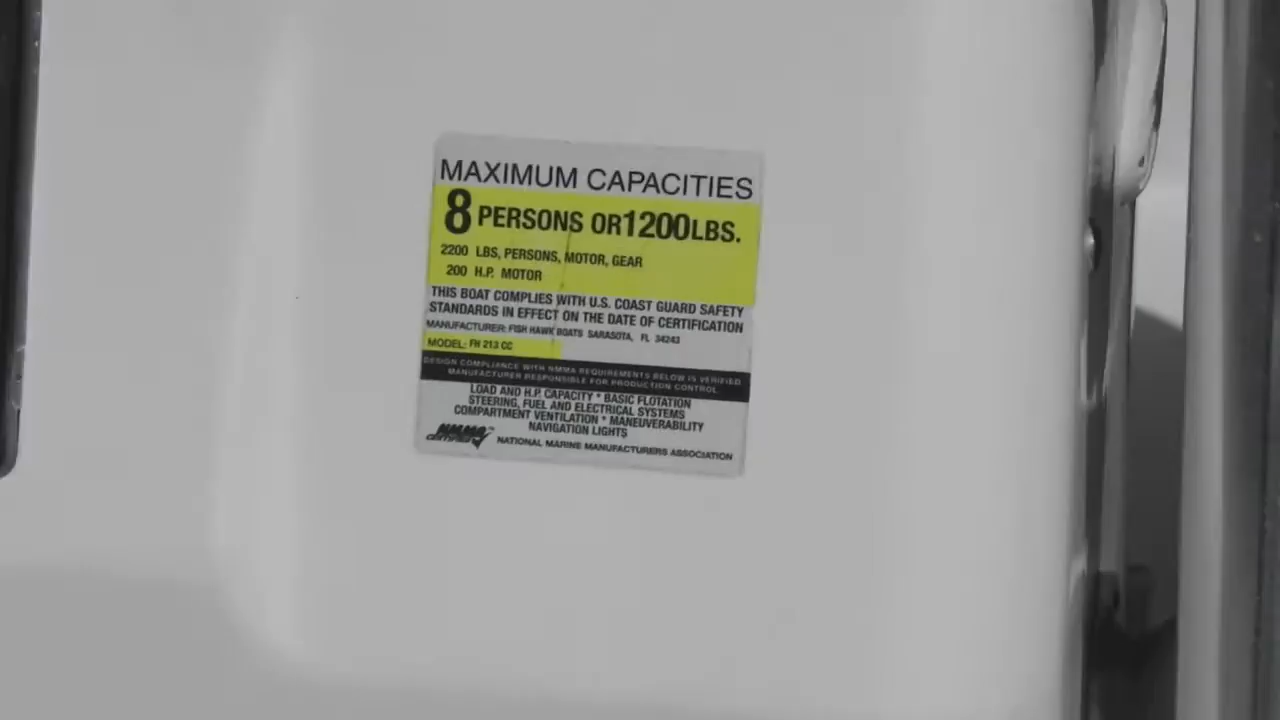 MAXIMUM CAPACITIES
8 PERSONS OR 1200 LBS.
2200 LBS, PERSONS, MOTOR, GEAR
200 H.P. MOTOR
THIS BOAT COMPLIES WITH U.S. COAST GUARD SAFETY
STANDARDS IN EFFECT ON THE DATE OF CERTIFICATION
MANUFACTURER: FISH HAWK BOATS SARASOTA, FL 34243
MODEL: FH 213 CC
DESIGN COMPLIANCE WITH NMMA REQUIREMENTS BELOW IS VERIFIED.
MANUFACTURER RESPONSIBLE FOR PRODUCTION CONTROL.
LOAD AND H.P. CAPACITY * BASIC FLOTATION
STEERING, FUEL AND ELECTRICAL SYSTEMS
COMPARTMENT VENTILATION * MANEUVERABILITY
NAVIGATION LIGHTS
NMMA
CERTIFIED
NATIONAL MARINE MANUFACTURERS ASSOCIATION